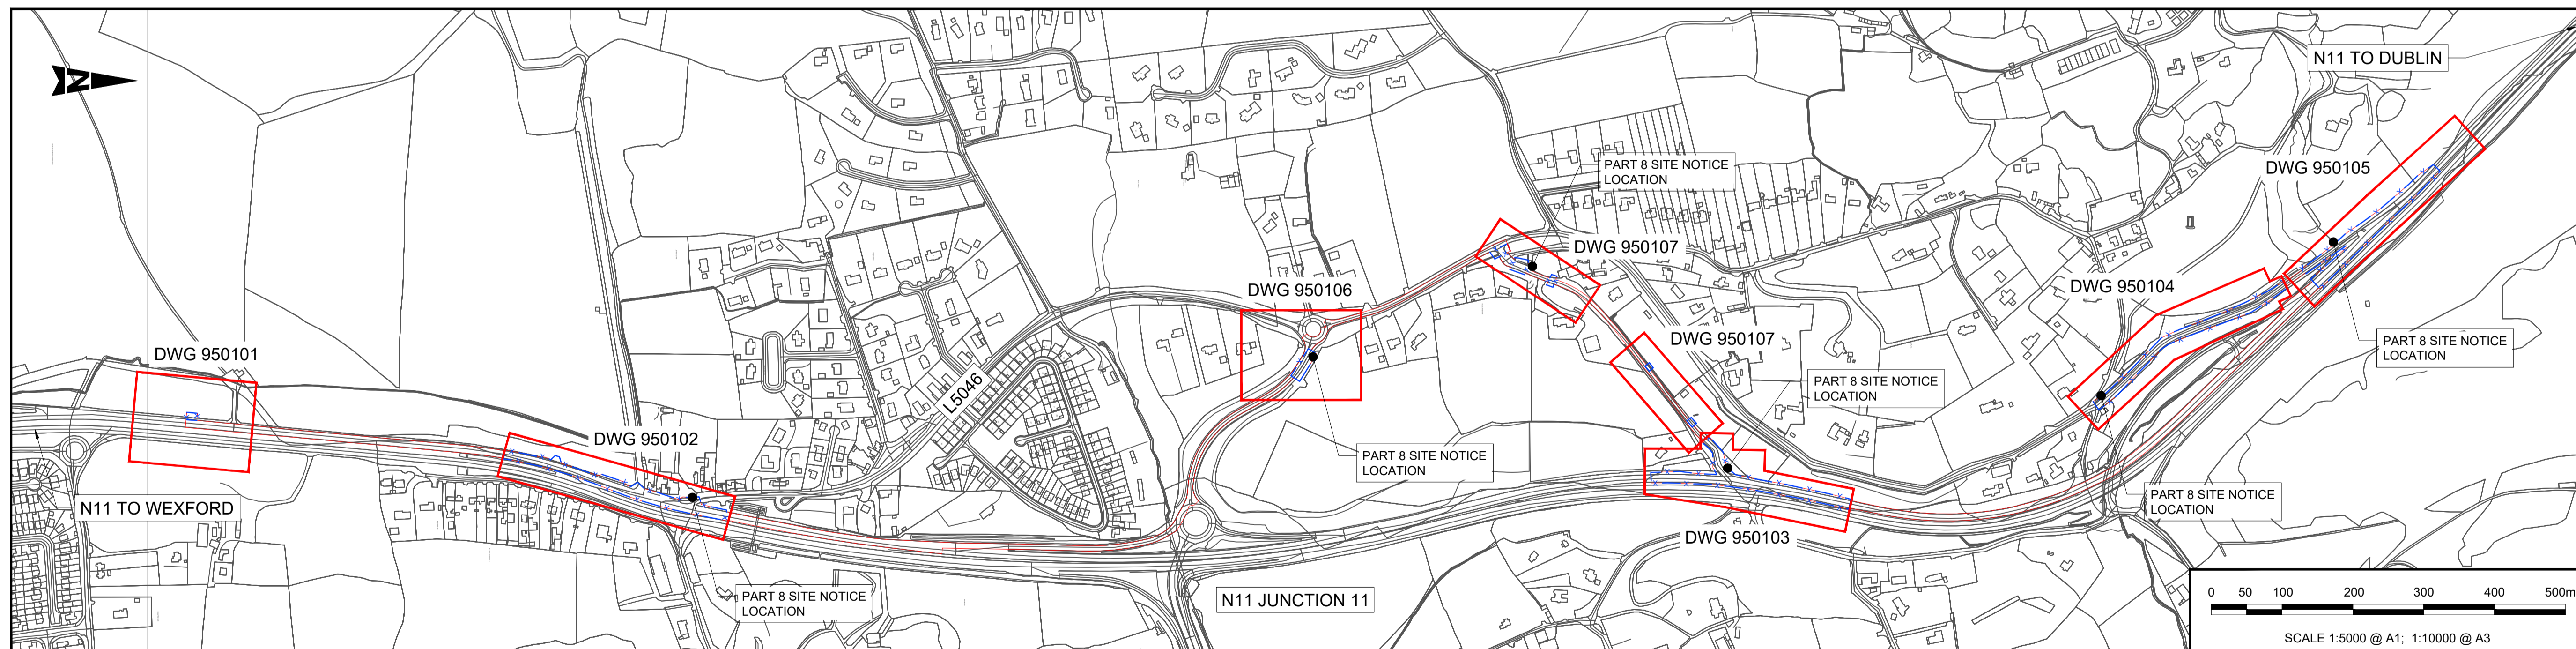 N11 TO DUBLIN
N
DWG 950105
PART 8 SITE NOTICE
LOCATION
DWG 950107
DWG 950106
DWG 950104
DWG 950107
PART 8 SITE NOTICE
LOCATION
DWG 950101
PART 8 SITE NOTICE
LOCATION
L5046
DWG 950102
PART 8 SITE NOTICE
LOCATION
N11 TO WEXFORD
PART 8 SITE NOTICE
LOCATION
DWG 950103
PART 8 SITE NOTICE
LOCATION
N11 JUNCTION 11
0 50 100 200 300 400 500m
SCALE 1:5000 @ A1; 1:10000 @ A3